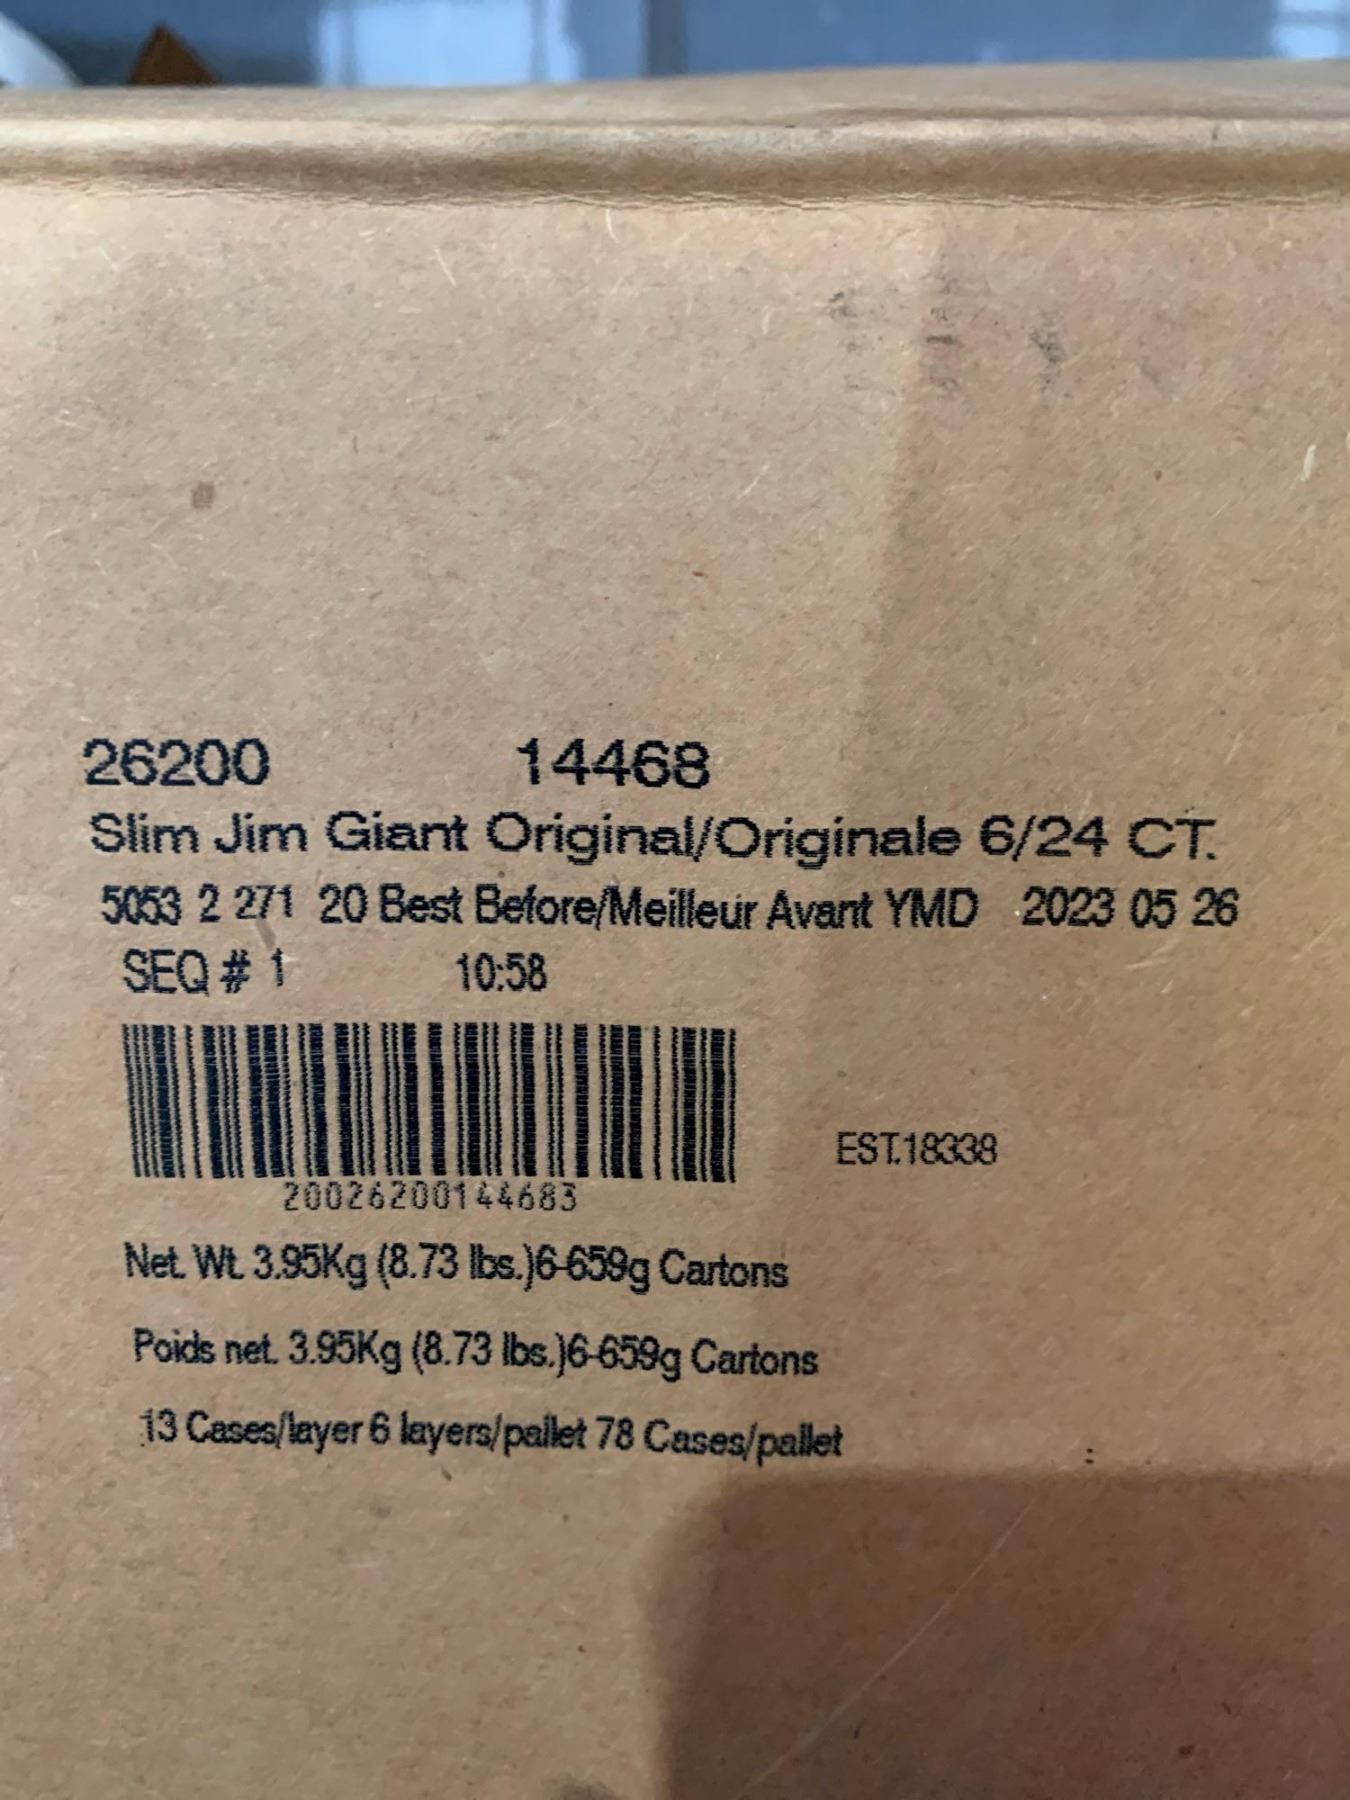 26200 14468
Slim Jim Giant Original/Originale 6/24 CT.
5053 2 271 20 Best Before/Meilleur Avant YMD 2023 05 26
SEQ # 1 10:58
EST.18338
20026200144683
Net. Wt. 3.95Kg (8.73 lbs.)6-659g Cartons
Poids net. 3.95Kg (8.73 lbs.)6-659g Cartons
13 Cases/layer 6 layers/pallet 78 Cases/pallet